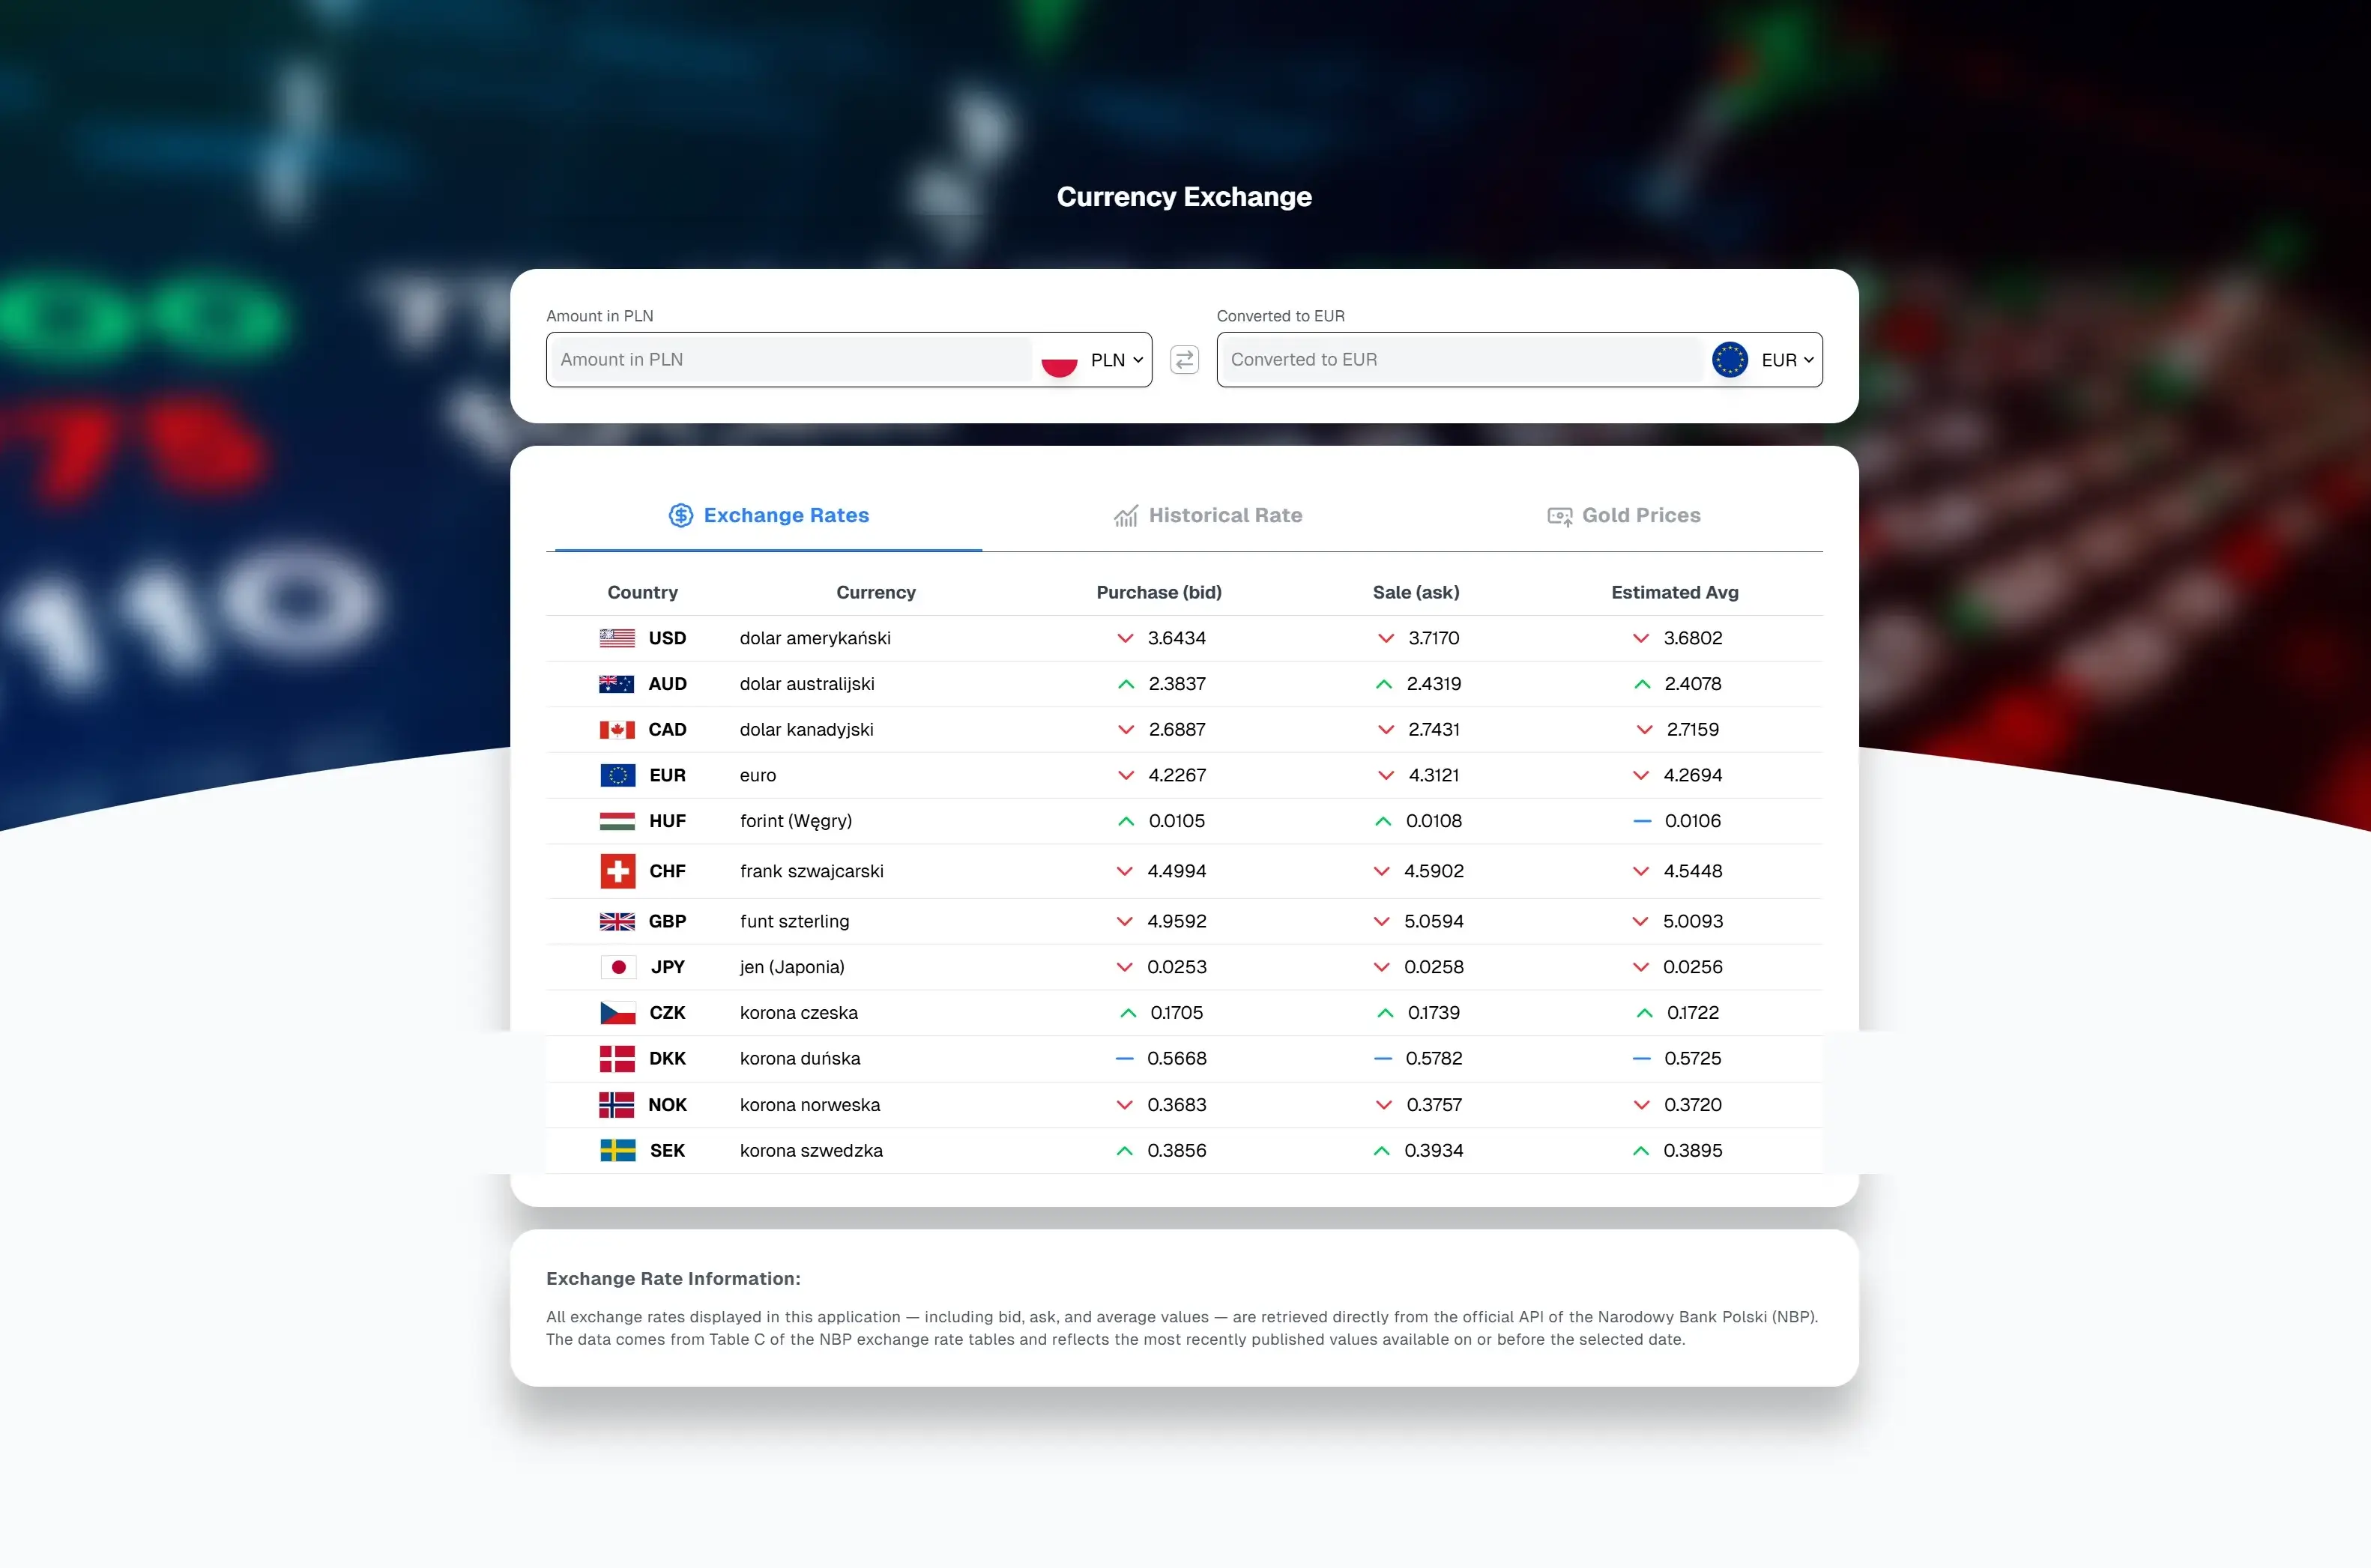 Currency Exchange
Amount in PLN
Amount in PLN PLN
Converted to EUR
Converted to EUR EUR
Exchange Rates Historical Rate Gold Prices
Country Currency Purchase (bid) Sale (ask) Estimated Avg
USD dolar amerykański 3.6434 3.7170 3.6802
AUD dolar australijski 2.3837 2.4319 2.4078
CAD dolar kanadyjski 2.6887 2.7431 2.7159
EUR euro 4.2267 4.3121 4.2694
HUF forint (Węgry) 0.0105 0.0108 0.0106
CHF frank szwajcarski 4.4994 4.5902 4.5448
GBP funt szterling 4.9592 5.0594 5.0093
JPY jen (Japonia) 0.0253 0.0258 0.0256
CZK korona czeska 0.1705 0.1739 0.1722
DKK korona duńska 0.5668 0.5782 0.5725
NOK korona norweska 0.3683 0.3757 0.3720
SEK korona szwedzka 0.3856 0.3934 0.3895
Exchange Rate Information:
All exchange rates displayed in this application — including bid, ask, and average values — are retrieved directly from the official API of the Narodowy Bank Polski (NBP).
The data comes from Table C of the NBP exchange rate tables and reflects the most recently published values available on or before the selected date.